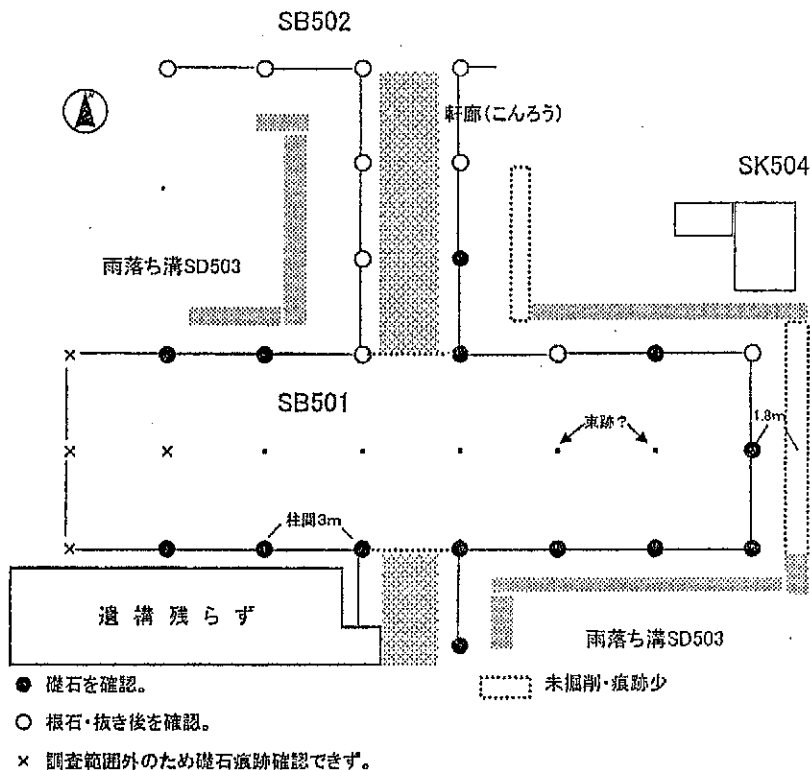 SB502
N
軒廊(こんろう)
SK504
雨落ち溝SD503
SB501
束跡?
1.8m
柱間3m
遺構残らず
雨落ち溝SD503
● 礎石を確認。
未掘削・痕跡少
○ 根石・抜き後を確認。
× 調査範囲外のため礎石痕跡確認できず。